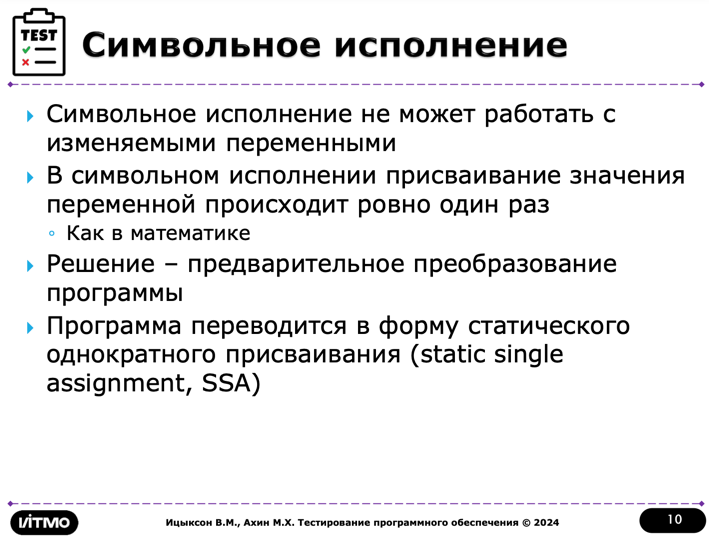 TEST
Символьное исполнение
Символьное исполнение не может работать с
изменяемыми переменными
В символьном исполнении присваивание значения
переменной происходит ровно один раз
Как в математике
Решение – предварительное преобразование
программы
Программа переводится в форму статического
однократного присваивания (static single
assignment, SSA)
ИТМО
Ицыксон В.М., Ахин М.Х. Тестирование программного обеспечения © 2024
10